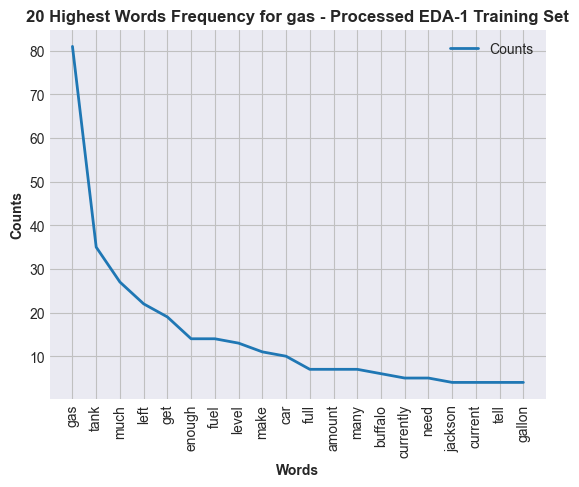 20 Highest Words Frequency for gas - Processed EDA-1 Training Set
Counts
80
70
60
50
40
30
20
10
Counts
gas
tank
much
left
get
enough
fuel
level
make
car
full
amount
many
buffalo
currently
need
jackson
current
tell
gallon
Words